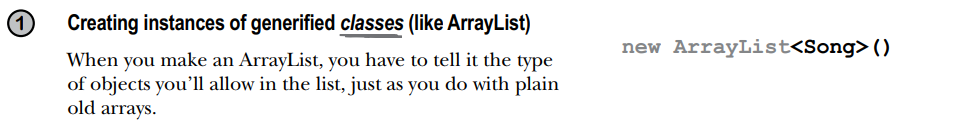 1 Creating instances of generified classes (like ArrayList)
When you make an ArrayList, you have to tell it the type
of objects you'll allow in the list, just as you do with plain
old arrays.
new ArrayList<Song>()